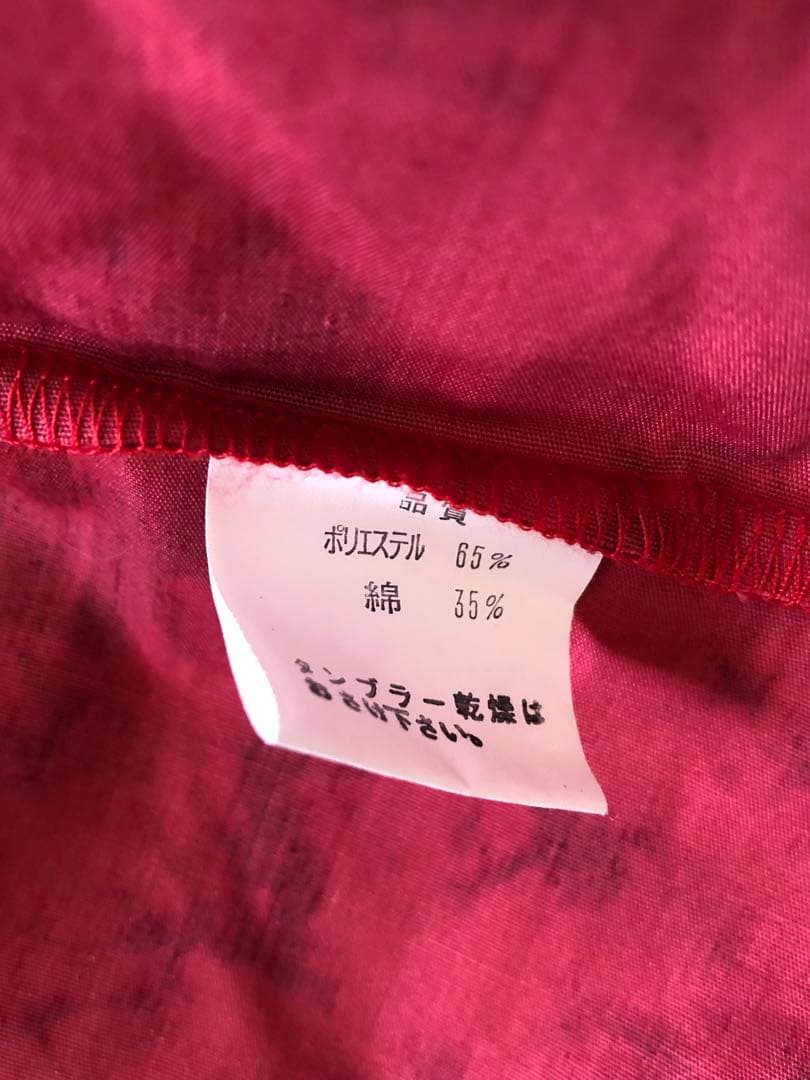 品質
ポリエステル 65%
綿 35%
タンブラー乾燥は
おさけ下さい。